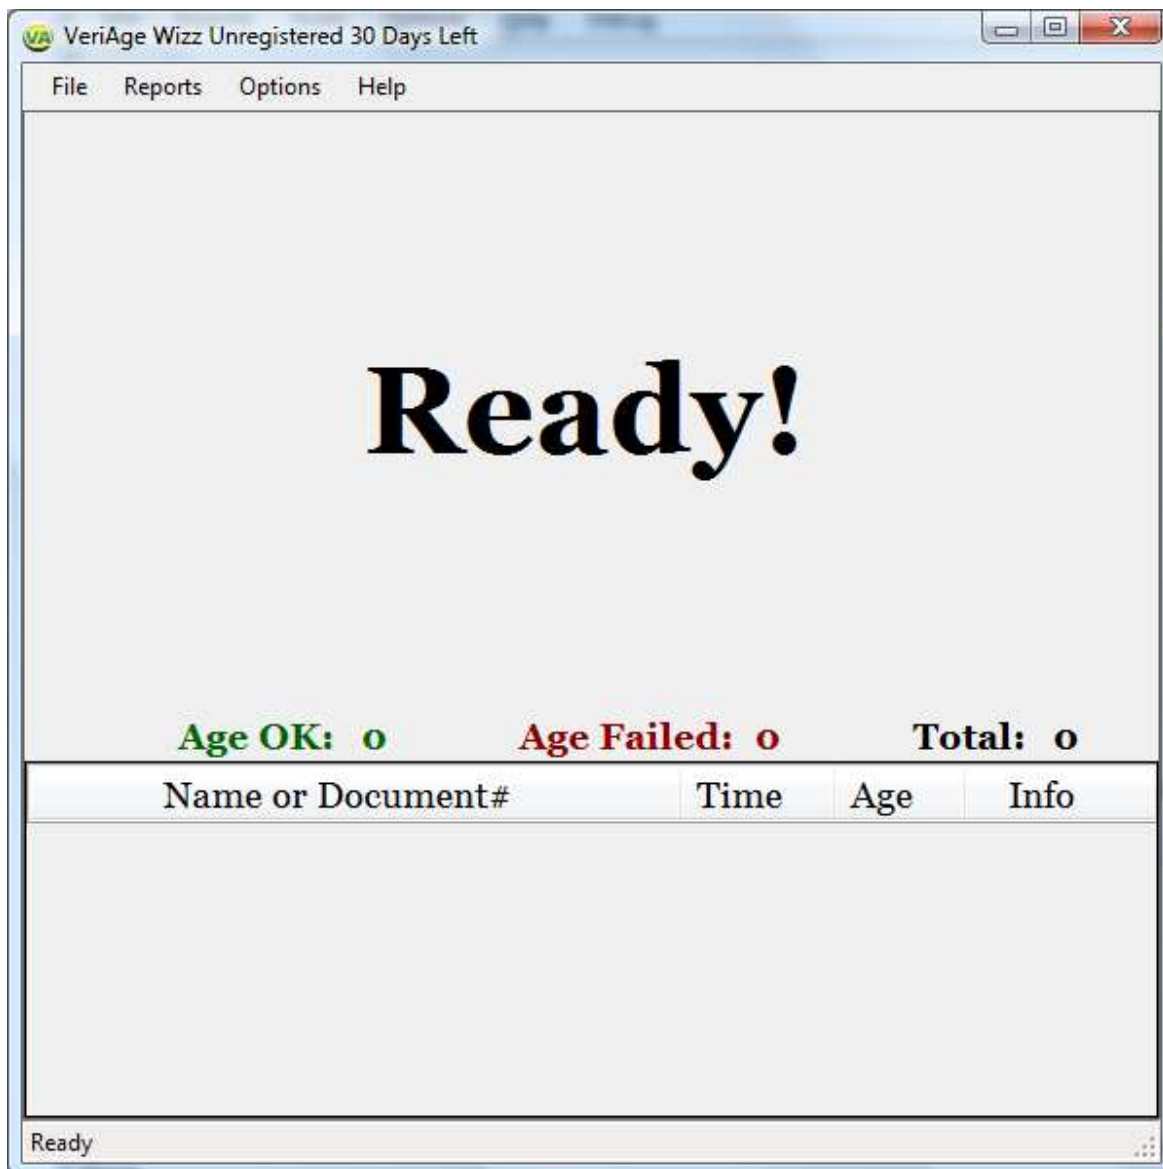 VA VeriAge Wizz Unregistered 30 Days Left
File Reports Options Help
Ready!
Age OK: 0 Age Failed: 0 Total: 0
Name or Document# Time Age Info
Ready